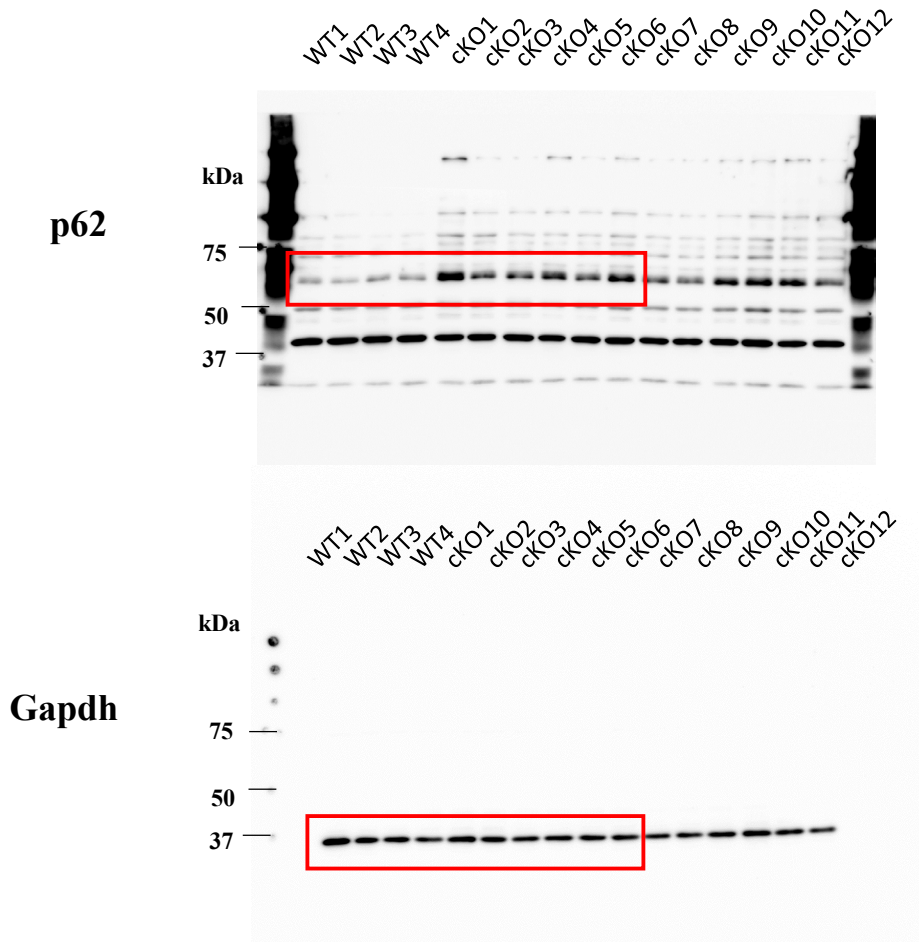 WT1 WT2 WT3 WT4 cKO1 cKO2 cKO3 cKO4 cKO5 cKO6 cKO7 cKO8 cKO9 cKO10 cKO11 cKO12
kDa
p62
75
50
37
WT1 WT2 WT3 WT4 cKO1 cKO2 cKO3 cKO4 cKO5 cKO6 cKO7 cKO8 cKO9 cKO10 cKO11 cKO12
kDa
Gapdh
75
50
37